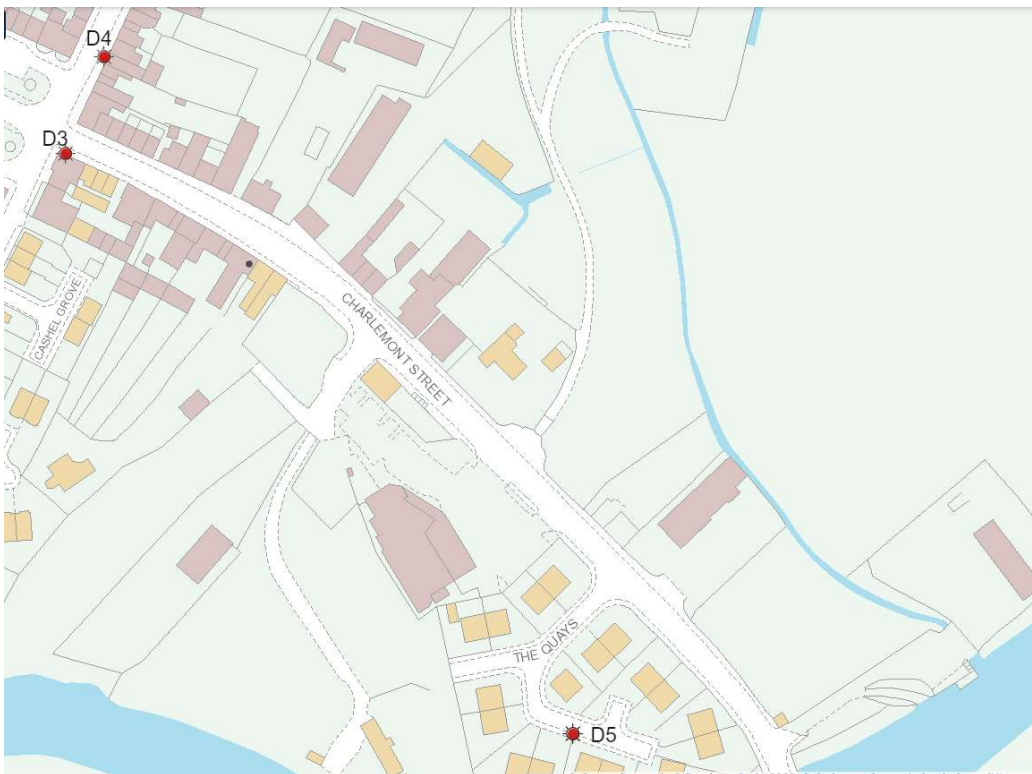 D4
D3
CASHEL GROVE
CHARLEMONT STREET
THE QUAYS
D5